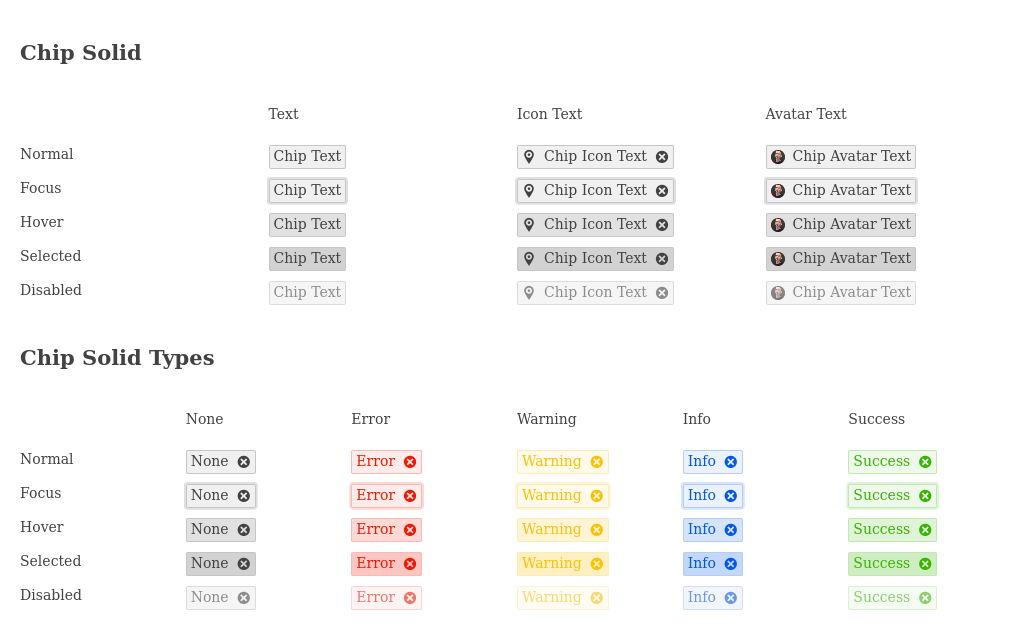 Chip Solid
Text Icon Text Avatar Text
Normal Chip Text Chip Icon Text Chip Avatar Text
Focus Chip Text Chip Icon Text Chip Avatar Text
Hover Chip Text Chip Icon Text Chip Avatar Text
Selected Chip Text Chip Icon Text Chip Avatar Text
Disabled Chip Text Chip Icon Text Chip Avatar Text
Chip Solid Types
None Error Warning Info Success
Normal None Error Warning Info Success
Focus None Error Warning Info Success
Hover None Error Warning Info Success
Selected None Error Warning Info Success
Disabled None Error Warning Info Success